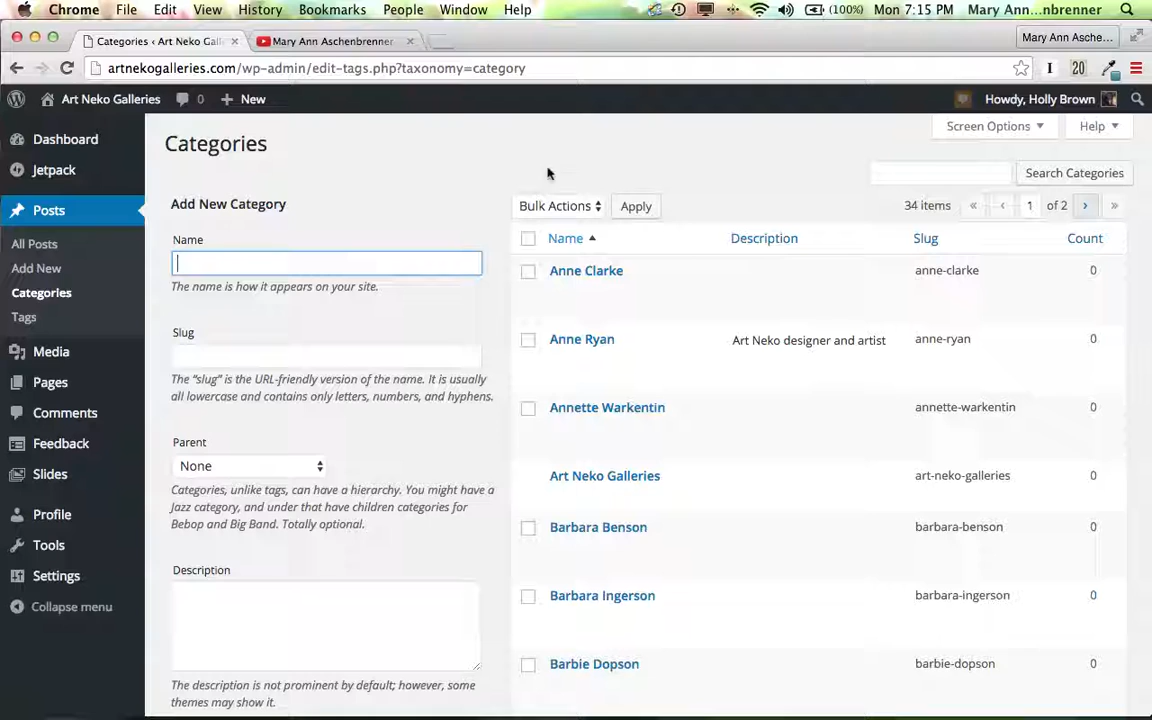 Chrome File Edit View History Bookmarks People Window Help (100%) Mon 7:15 PM Mary Ann...nbrenner
Categories ‹ Art Neko Gall
Mary Ann Aschenbrenner
Mary Ann Asche...
artnekogalleries.com/wp-admin/edit-tags.php?taxonomy=category
20
Art Neko Galleries 0 + New Howdy, Holly Brown
Dashboard
Jetpack
Posts
All Posts
Add New
Categories
Tags
Media
Pages
Comments
Feedback
Slides
Profile
Tools
Settings
Collapse menu
Screen Options Help
Categories
Search Categories
Add New Category
Name
The name is how it appears on your site.
Slug
The “slug” is the URL-friendly version of the name. It is usually
all lowercase and contains only letters, numbers, and hyphens.
Parent
None
Categories, unlike tags, can have a hierarchy. You might have a
Jazz category, and under that have children categories for
Bebop and Big Band. Totally optional.
Description
The description is not prominent by default; however, some
themes may show it.
Bulk Actions Apply 34 items « ‹ 1 of 2 › »
Name Description Slug Count
Anne Clarke anne-clarke 0
Anne Ryan Art Neko designer and artist anne-ryan 0
Annette Warkentin annette-warkentin 0
Art Neko Galleries art-neko-galleries 0
Barbara Benson barbara-benson 0
Barbara Ingerson barbara-ingerson 0
Barbie Dopson barbie-dopson 0